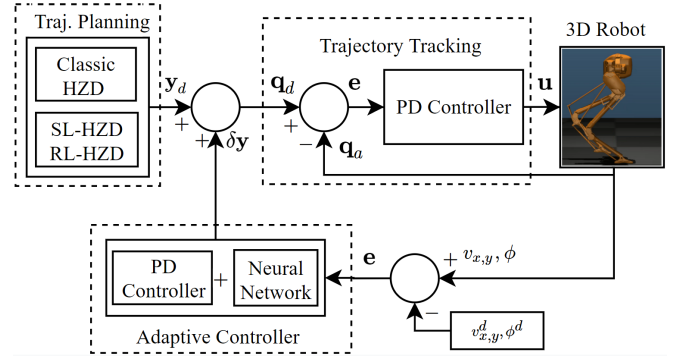 Traj. Planning
Classic
HZD
SL-HZD
RL-HZD
y_d
+
+
δy
Trajectory Tracking
q_d
+
−
e
PD Controller
q_a
u
3D Robot
PD
Controller
+
Neural
Network
Adaptive Controller
e
+ v_{x,y}, ϕ
−
v^d_{x,y}, ϕ^d